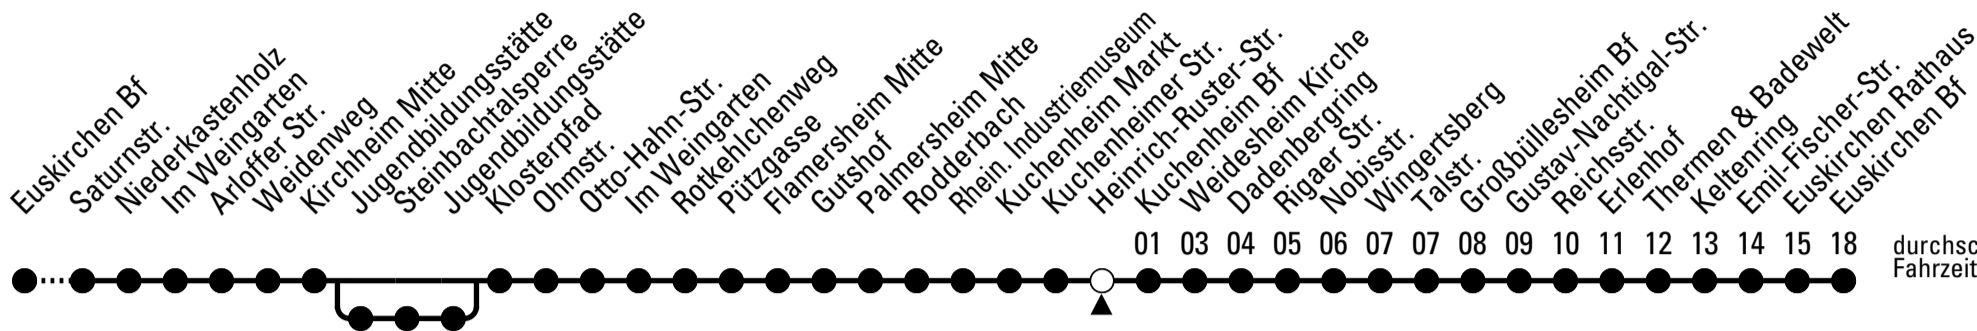 Euskirchen Bf
Saturnstr.
Niederkastenholz
Im Weingarten
Arloffer Str.
Weidenweg
Kirchheim Mitte
Jugendbildungsstätte
Steinbachtalsperre
Jugendbildungsstätte
Klosterpfad
Ohmstr.
Otto-Hahn-Str.
Im Weingarten
Rotkehlchenweg
Pützgasse
Flamersheim Mitte
Gutshof
Palmersheim Mitte
Rodderbach
Rhein. Industriemuseum
Kuchenheim Markt
Kuchenheimer Str.
Heinrich-Ruster-Str.
Kuchenheim Bf
Weidesheim Kirche
Dadenbergring
Rigaer Str.
Nobisstr.
Wingertsberg
Talstr.
Großbüllesheim Bf
Gustav-Nachtigal-Str.
Reichsstr.
Erlenhof
Thermen & Badewelt
Keltenring
Emil-Fischer-Str.
Euskirchen Rathaus
Euskirchen Bf
01 03 04 05 06 07 07 08 09 10 11 12 13 14 15 18
durchsc
Fahrzeit